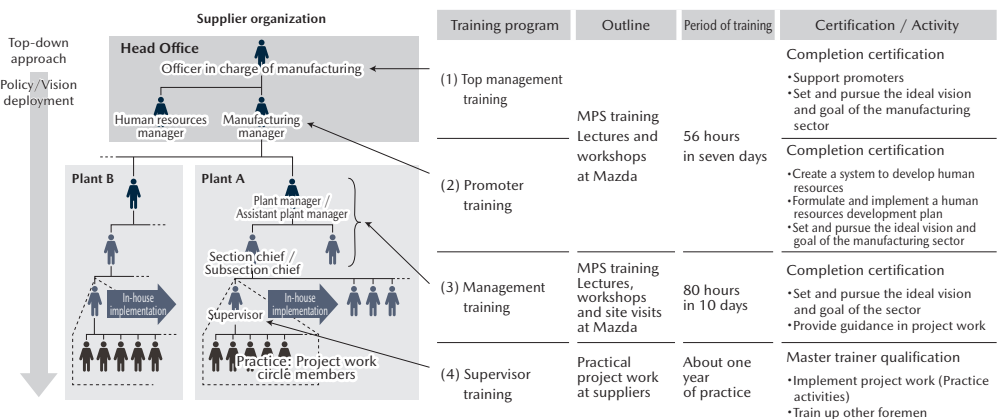 Supplier organization
Top-down
approach
Policy/Vision
deployment
Head Office
Officer in charge of manufacturing
Human resources
manager
Manufacturing
manager
Plant B
Plant A
Plant manager /
Assistant plant manager
Section chief /
Subsection chief
In-house
implementation
In-house
implementation
Supervisor
Practice: Project work
circle members
Training program
Outline
Period of training
Certification / Activity
(1) Top management
training
MPS training
Lectures and
workshops
at Mazda
56 hours
in seven days
Completion certification
•Support promoters
•Set and pursue the ideal vision
and goal of the manufacturing
sector
(2) Promoter
training
Completion certification
•Create a system to develop human
resources
•Formulate and implement a human
resources development plan
•Set and pursue the ideal vision and
goal of the manufacturing sector
(3) Management
training
MPS training
Lectures,
workshops
and site visits
at Mazda
80 hours
in 10 days
Completion certification
•Set and pursue the ideal vision
and goal of the sector
•Provide guidance in project work
(4) Supervisor
training
Practical
project work
at suppliers
About one
year
of practice
Master trainer qualification
•Implement project work (Practice
activities)
•Train up other foremen